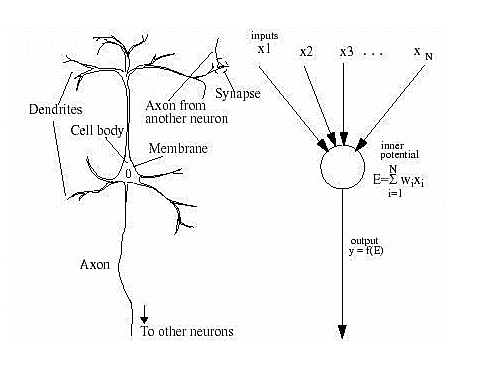 Dendrites
Axon from
another neuron
Synapse
Cell body
Membrane
0
Axon
To other neurons
inputs
x1 x2 x3 . . . x N
inner
potential
N
E=Σ wixi
i=1
output
y = f(E)